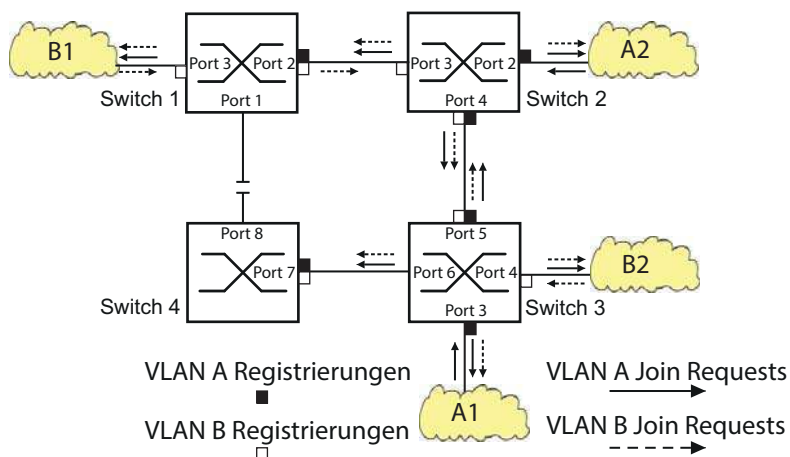 B1
Port 3 Port 2
Port 1
Switch 1
Port 3 Port 2
Port 4
Switch 2
A2
Port 8
Port 7
Switch 4
Port 5
Port 6 Port 4
Port 3
Switch 3
B2
A1
VLAN A Registrierungen
VLAN B Registrierungen
VLAN A Join Requests
VLAN B Join Requests